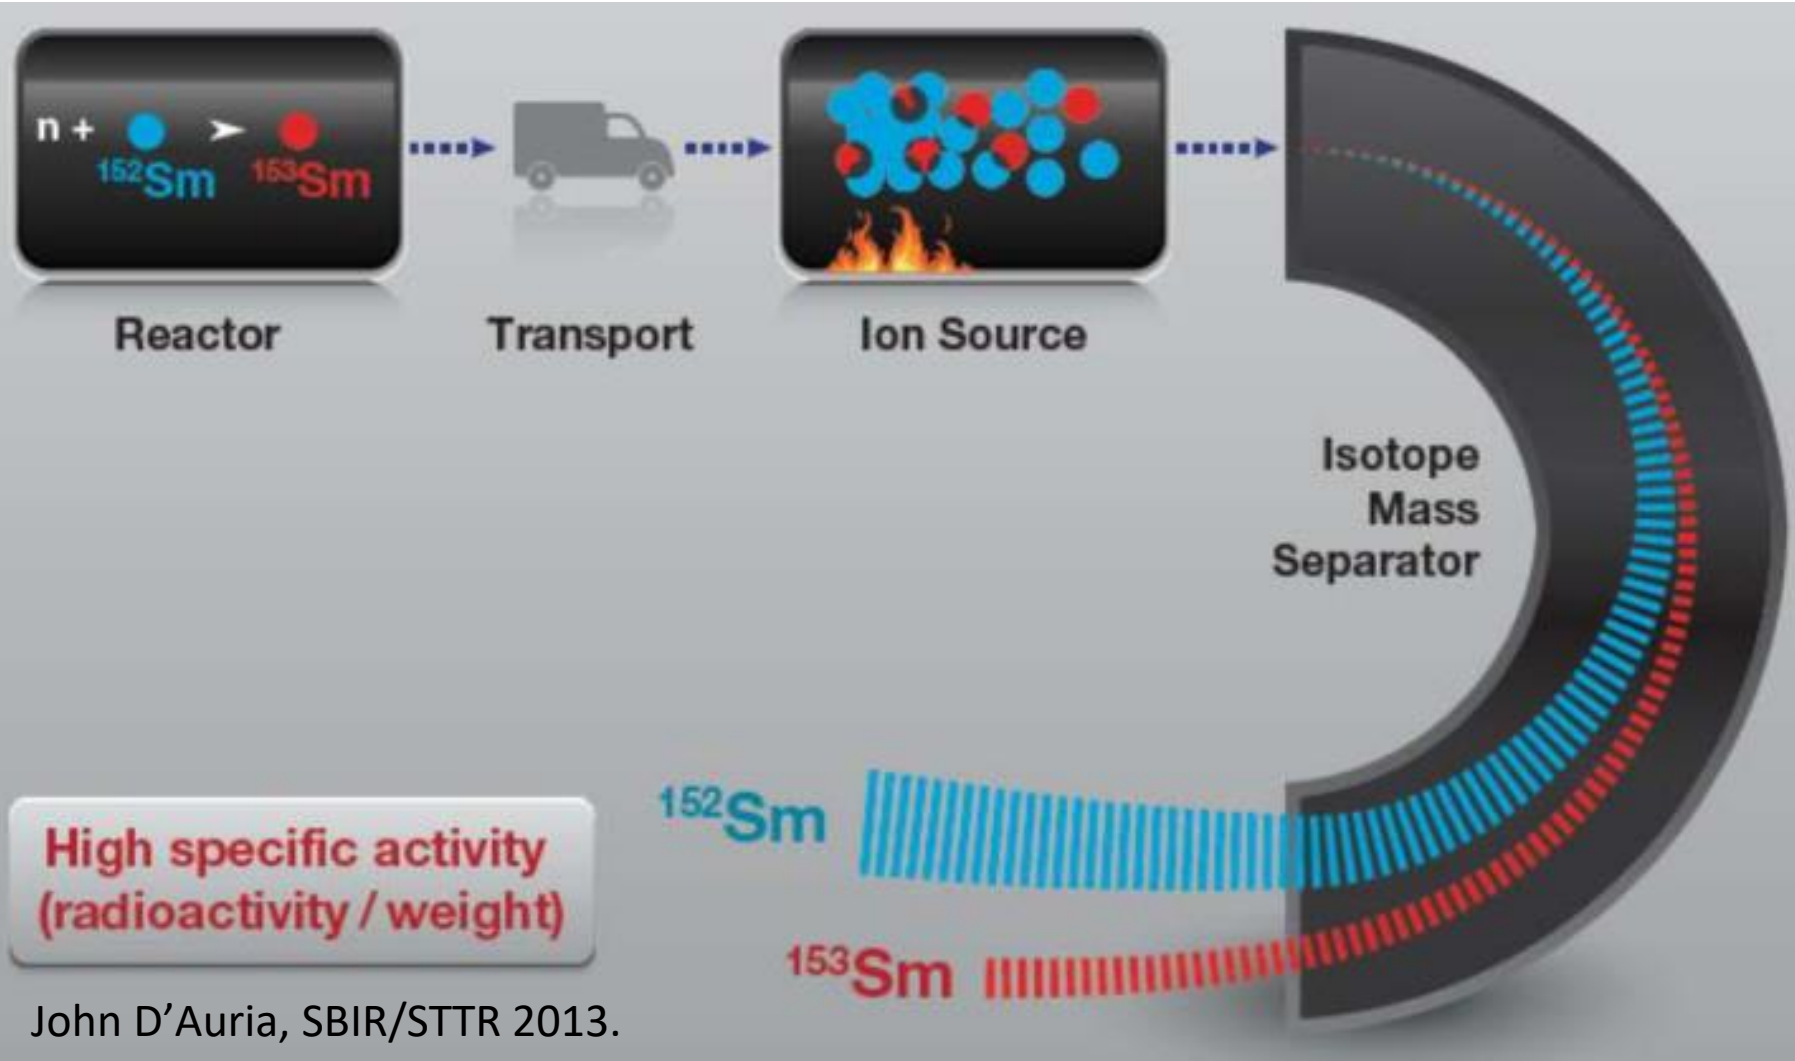 n + ➤
¹⁵²Sm ¹⁵³Sm
Reactor
Transport
Ion Source
Isotope
Mass
Separator
¹⁵²Sm
¹⁵³Sm
High specific activity
(radioactivity / weight)
John D’Auria, SBIR/STTR 2013.